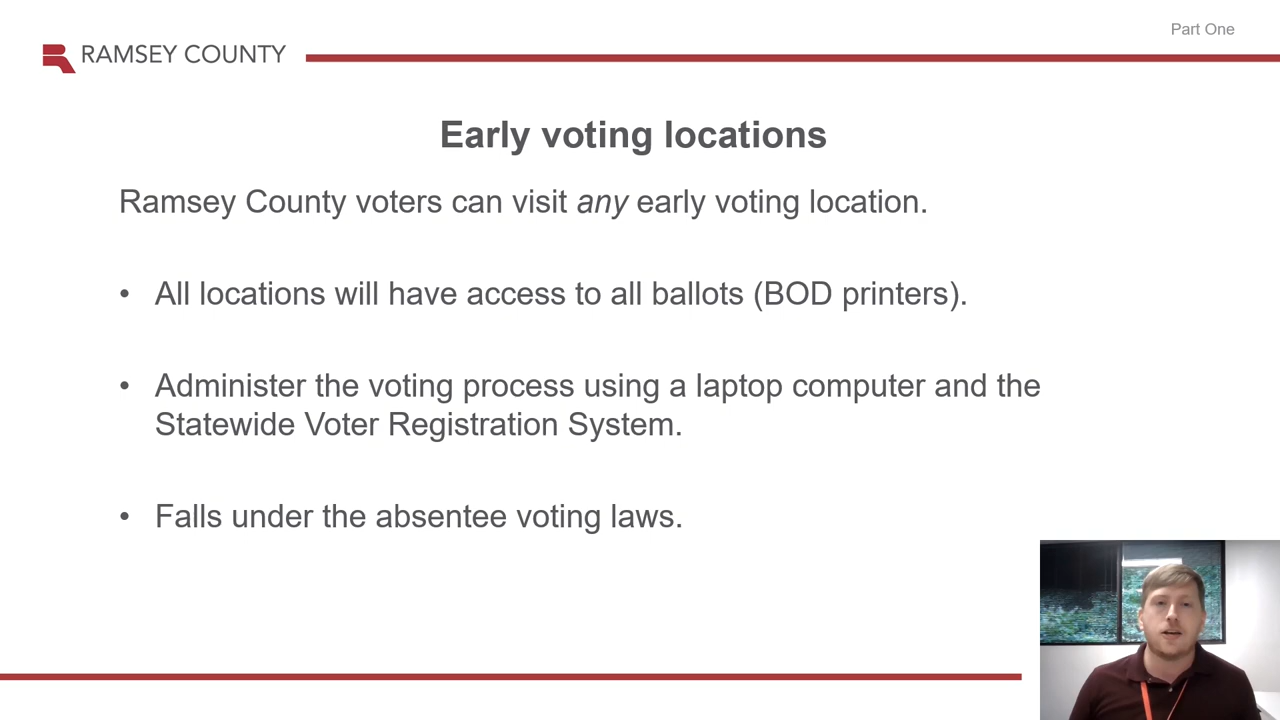 Part One
RAMSEY COUNTY
Early voting locations
Ramsey County voters can visit any early voting location.
• All locations will have access to all ballots (BOD printers).
• Administer the voting process using a laptop computer and the
Statewide Voter Registration System.
• Falls under the absentee voting laws.